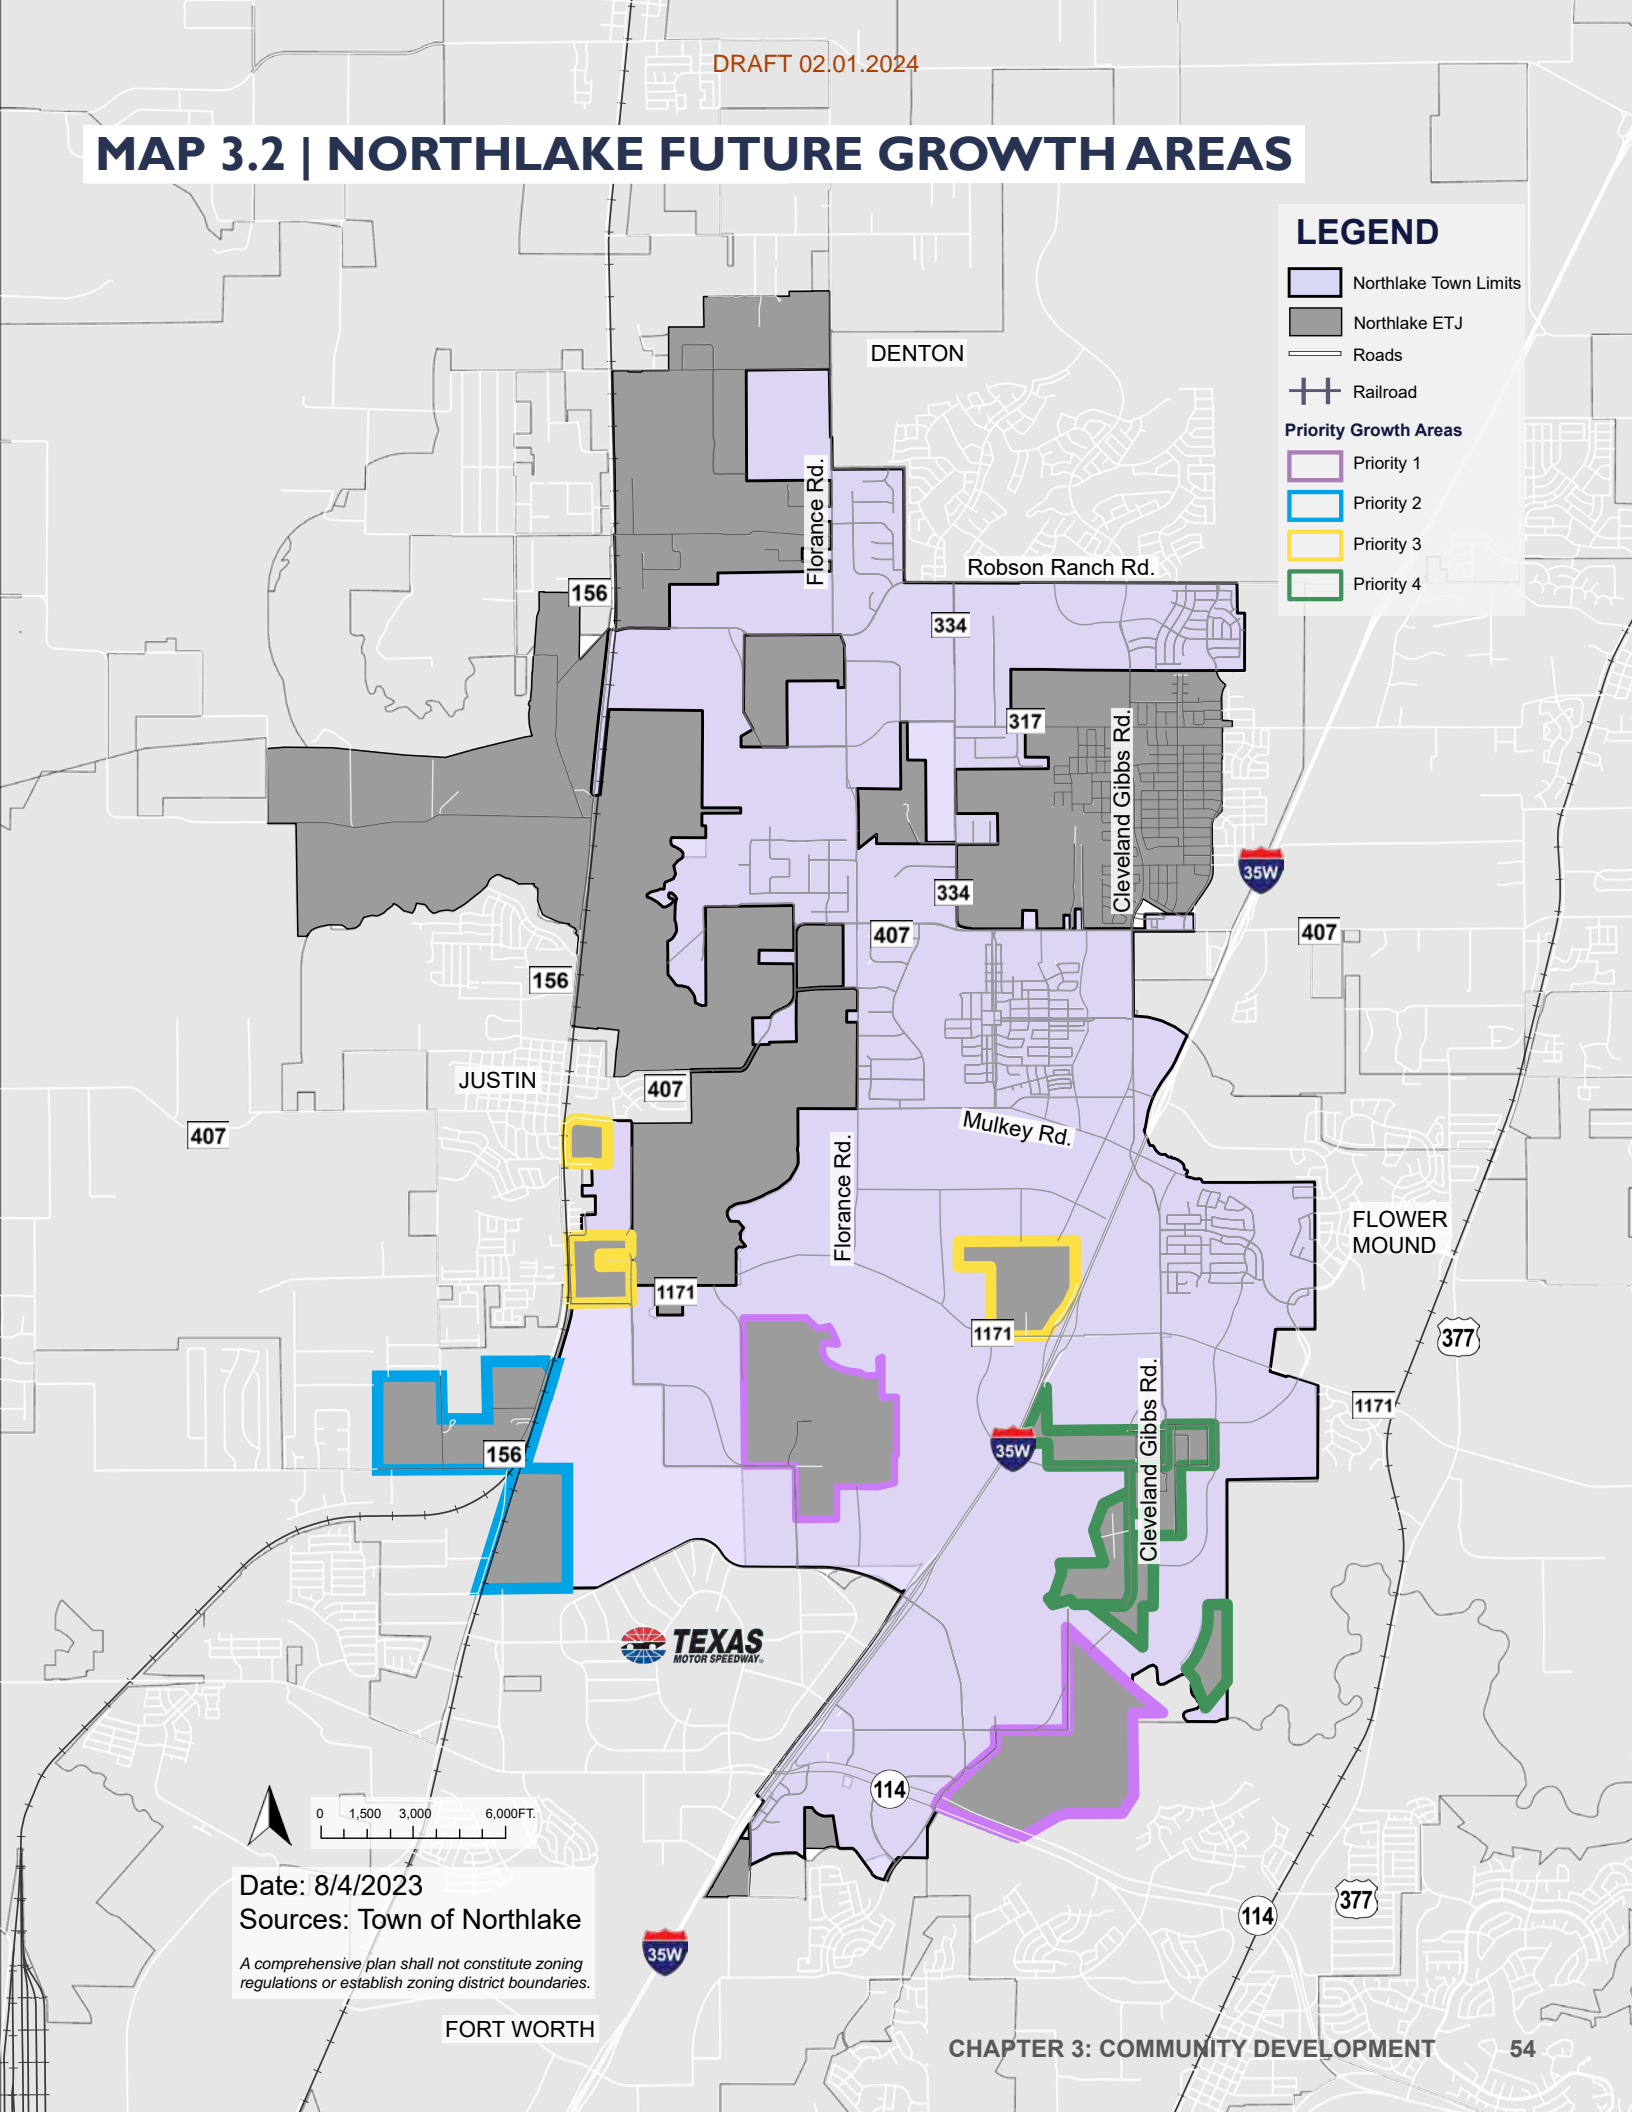 DRAFT 02.01.2024
MAP 3.2 | NORTHLAKE FUTURE GROWTH AREAS
LEGEND
Northlake Town Limits
Northlake ETJ
Roads
Railroad
Priority Growth Areas
Priority 1
Priority 2
Priority 3
Priority 4
DENTON
Florance Rd.
Robson Ranch Rd.
156
334
317
Cleveland Gibbs Rd.
35W
334
407
407
156
JUSTIN
407
407
Mulkey Rd.
Florance Rd.
FLOWER
MOUND
1171
1171
377
1171
Cleveland Gibbs Rd.
35W
156
TEXAS
MOTOR SPEEDWAY®
114
0 1,500 3,000 6,000FT.
Date: 8/4/2023
Sources: Town of Northlake
A comprehensive plan shall not constitute zoning
regulations or establish zoning district boundaries.
377
114
35W
FORT WORTH
CHAPTER 3: COMMUNITY DEVELOPMENT 54